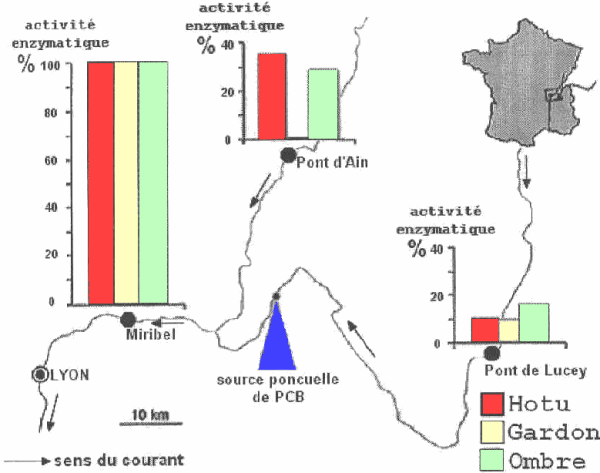 activité
enzymatique
%
100
80
60
40
20
0
Miribel
activité
enzymatique
%
40
20
0
Pont d'Ain
activité
enzymatique
%
40
20
0
Pont de Lucey
LYON
source poncuelle
de PCB
10 km
sens du courant
Hotu
Gardon
Ombre